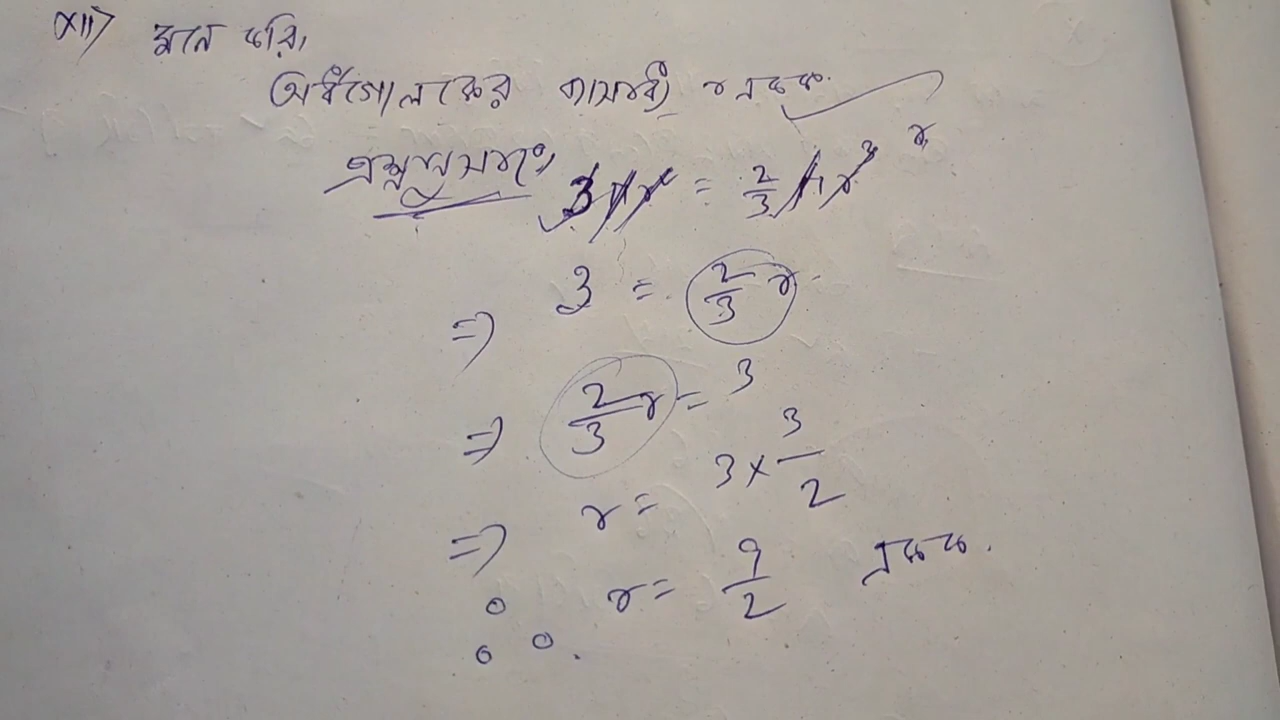 xii) মনে করি,
অর্ধগোলকের ব্যাসার্ধ r একক.
প্রশ্নানুসারে, 3πr² = 2/3 πr³ r
⇒ 3 = 2/3 r
⇒ 2/3 r = 3
⇒ r = 3 × 3/2
∴ r = 9/2 একক.